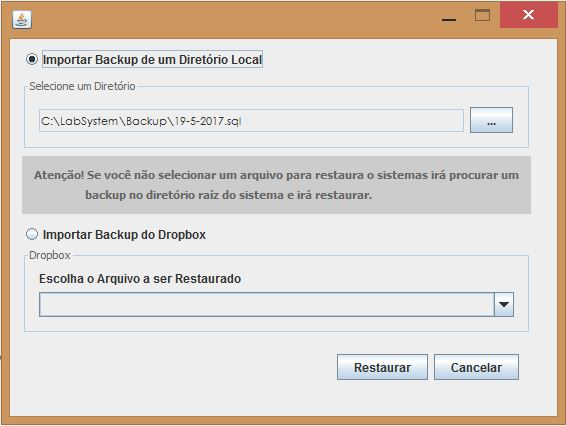 Importar Backup de um Diretório Local
Selecione um Diretório
C:\LabSystem\Backup\19-5-2017.sql
...
Atenção! Se você não selecionar um arquivo para restaura o sistemas irá procurar um
backup no diretório raíz do sistema e irá restaurar.
Importar Backup do Dropbox
Dropbox
Escolha o Arquivo a ser Restaurado
Restaurar
Cancelar